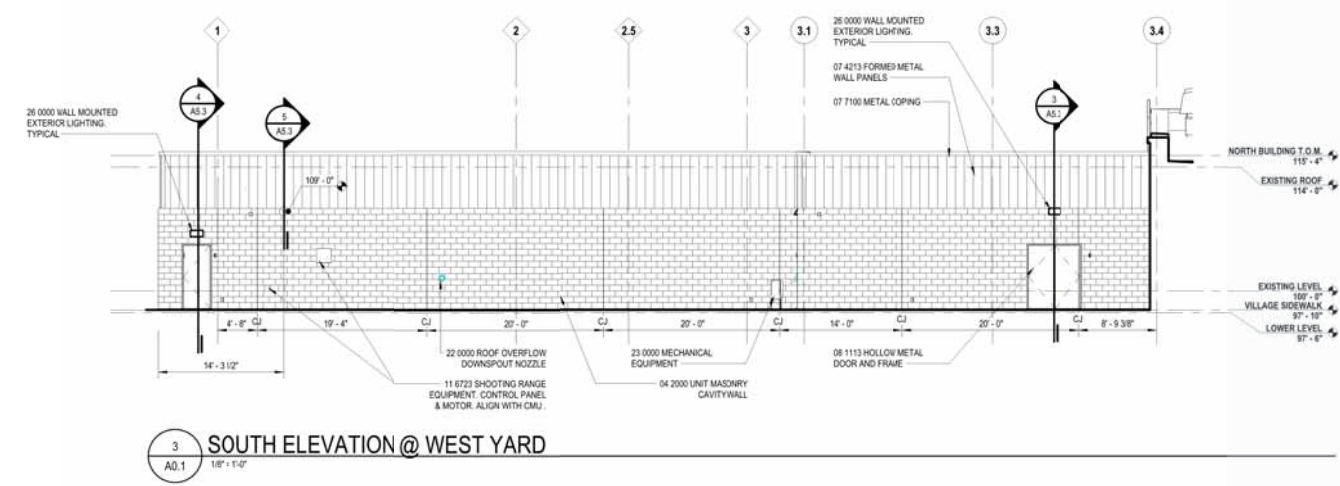 1
2
2.5
3
3.1
3.3
3.4
26 0000 WALL MOUNTED
EXTERIOR LIGHTING.
TYPICAL
07 4213 FORMED METAL
WALL PANELS
07 7100 METAL COPING
4
A5.3
5
A5.3
3
26 0000 WALL MOUNTED
EXTERIOR LIGHTING.
TYPICAL
109' - 0"
NORTH BUILDING T.O.M.
115' - 4"
EXISTING ROOF
114' - 0"
EXISTING LEVEL
100' - 0"
VILLAGE SIDEWALK
97' - 10"
LOWER LEVEL
97' - 6"
4' - 8"
CJ
19' - 4"
CJ
20' - 0"
CJ
20' - 0"
CJ
14' - 0"
CJ
20' - 0"
CJ
8' - 9 3/8"
14' - 3 1/2"
22 0000 ROOF OVERFLOW
DOWNSPOUT NOZZLE
11 6723 SHOOTING RANGE
EQUIPMENT. CONTROL PANEL
& MOTOR. ALIGN WITH CMU .
23 0000 MECHANICAL
EQUIPMENT
04 2000 UNIT MASONRY
CAVITY WALL
08 1113 HOLLOW METAL
DOOR AND FRAME
3
A0.1
SOUTH ELEVATION @ WEST YARD
1/8" = 1'-0"